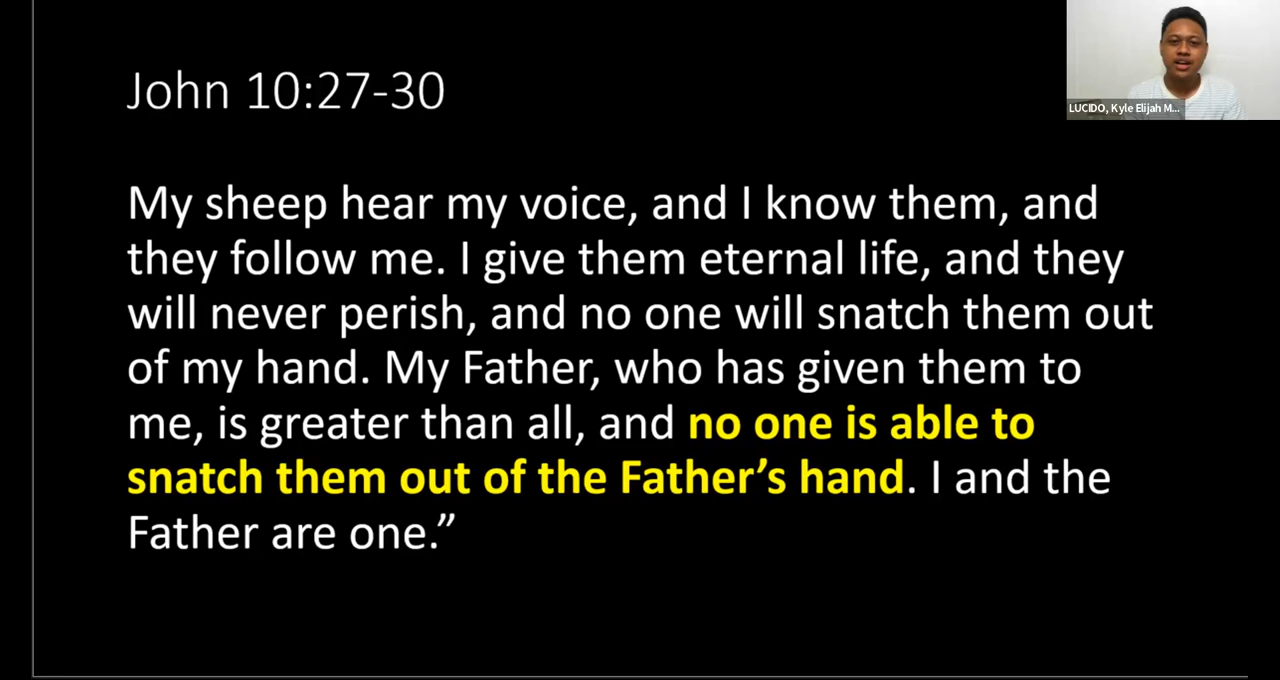 John 10:27-30
LUCIDO, Kyle Elijah M...
My sheep hear my voice, and I know them, and
they follow me. I give them eternal life, and they
will never perish, and no one will snatch them out
of my hand. My Father, who has given them to
me, is greater than all, and no one is able to
snatch them out of the Father’s hand. I and the
Father are one.”